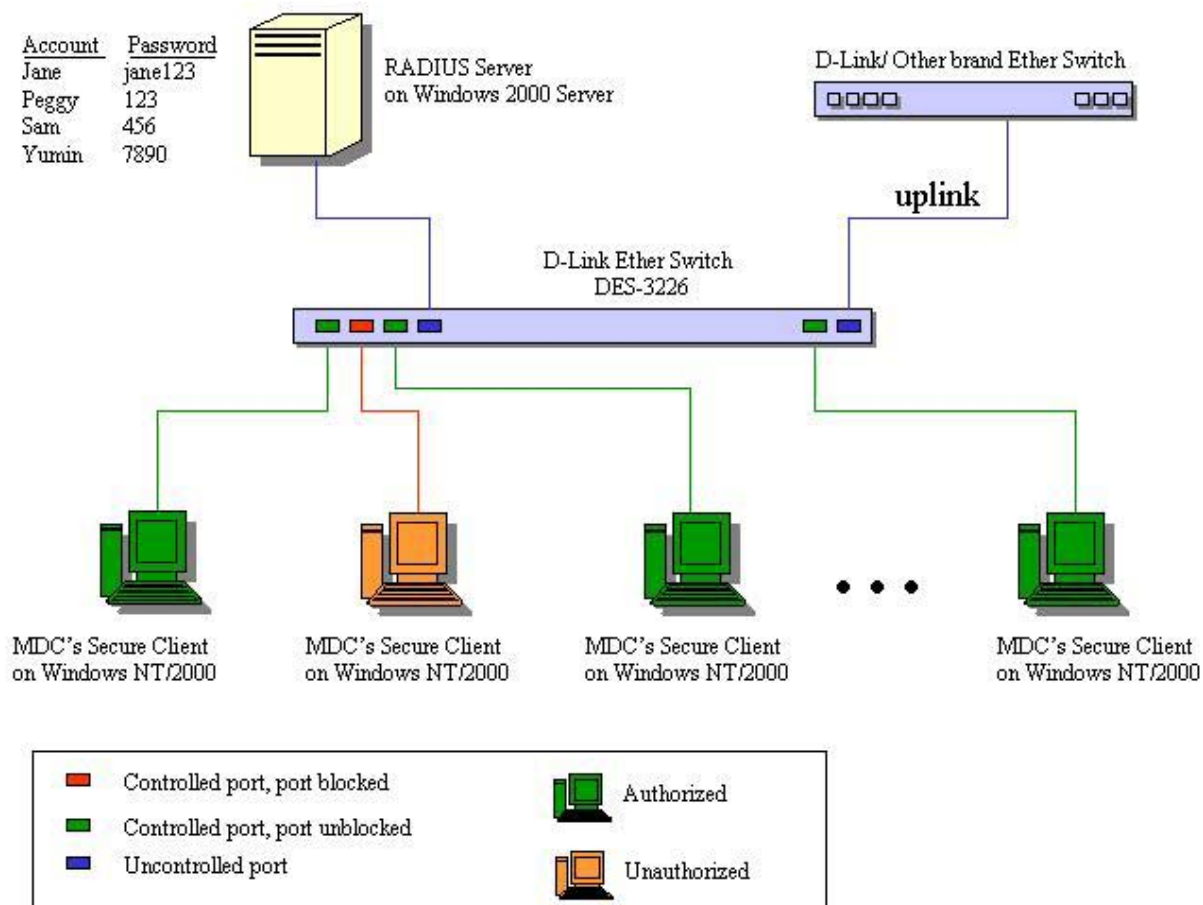 Account Password
Jane jane123
Peggy 123
Sam 456
Yumin 7890
RADIUS Server
on Windows 2000 Server
D-Link/ Other brand Ether Switch
uplink
D-Link Ether Switch
DES-3226
MDC's Secure Client
on Windows NT/2000
MDC's Secure Client
on Windows NT/2000
MDC's Secure Client
on Windows NT/2000
MDC's Secure Client
on Windows NT/2000
Controlled port, port blocked
Authorized
Controlled port, port unblocked
Uncontrolled port
Unauthorized